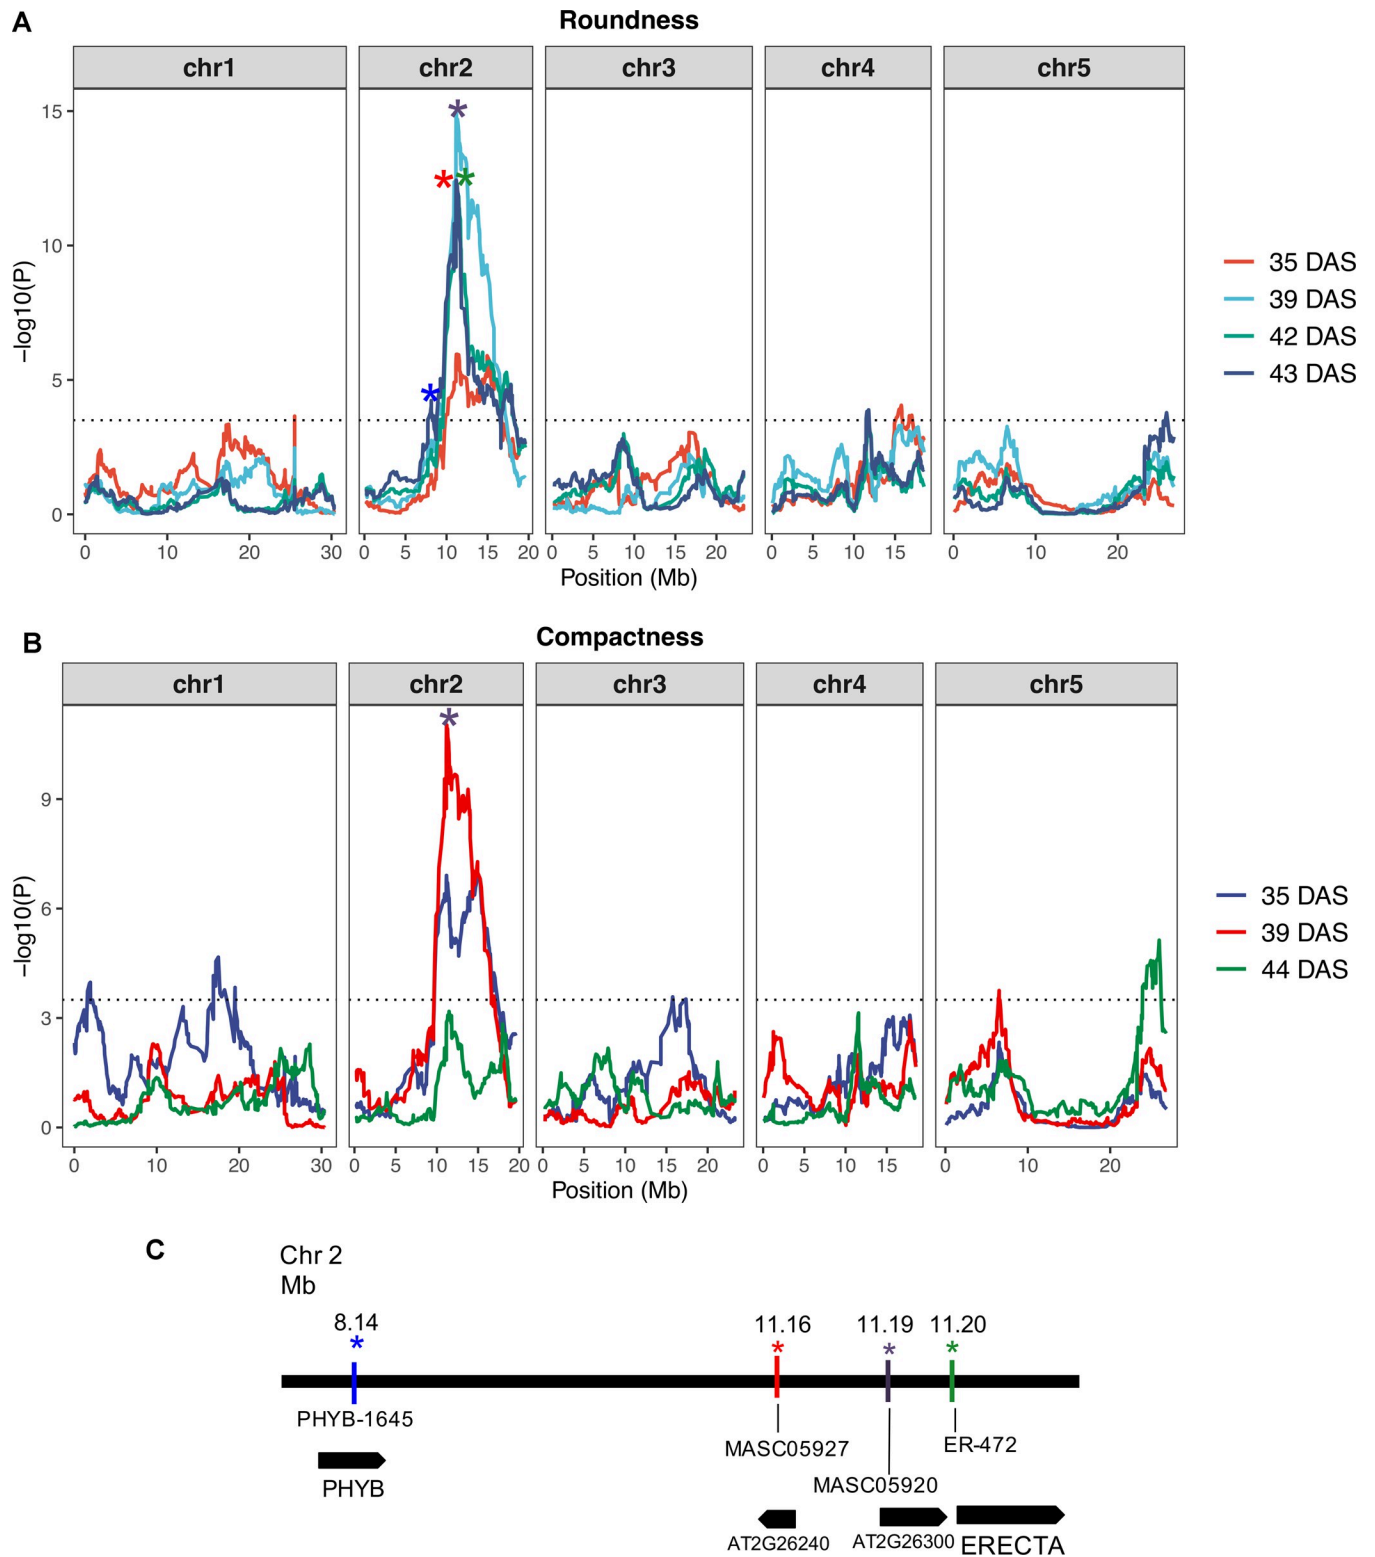 A
Roundness
chr1 chr2 chr3 chr4 chr5
15
10
5
0
−log10(P)
0 10 20 30 0 5 10 15 20 0 5 10 15 20 0 5 10 15 0 10 20
Position (Mb)
35 DAS
39 DAS
42 DAS
43 DAS
B
Compactness
chr1 chr2 chr3 chr4 chr5
9
6
3
0
−log10(P)
0 10 20 30 0 5 10 15 20 0 5 10 15 20 0 5 10 15 0 10 20
Position (Mb)
35 DAS
39 DAS
44 DAS
C
Chr 2
Mb
8.14 11.16 11.19 11.20
* * * *
PHYB-1645
MASC05927
ER-472
MASC05920
PHYB
AT2G26240 AT2G26300 ERECTA